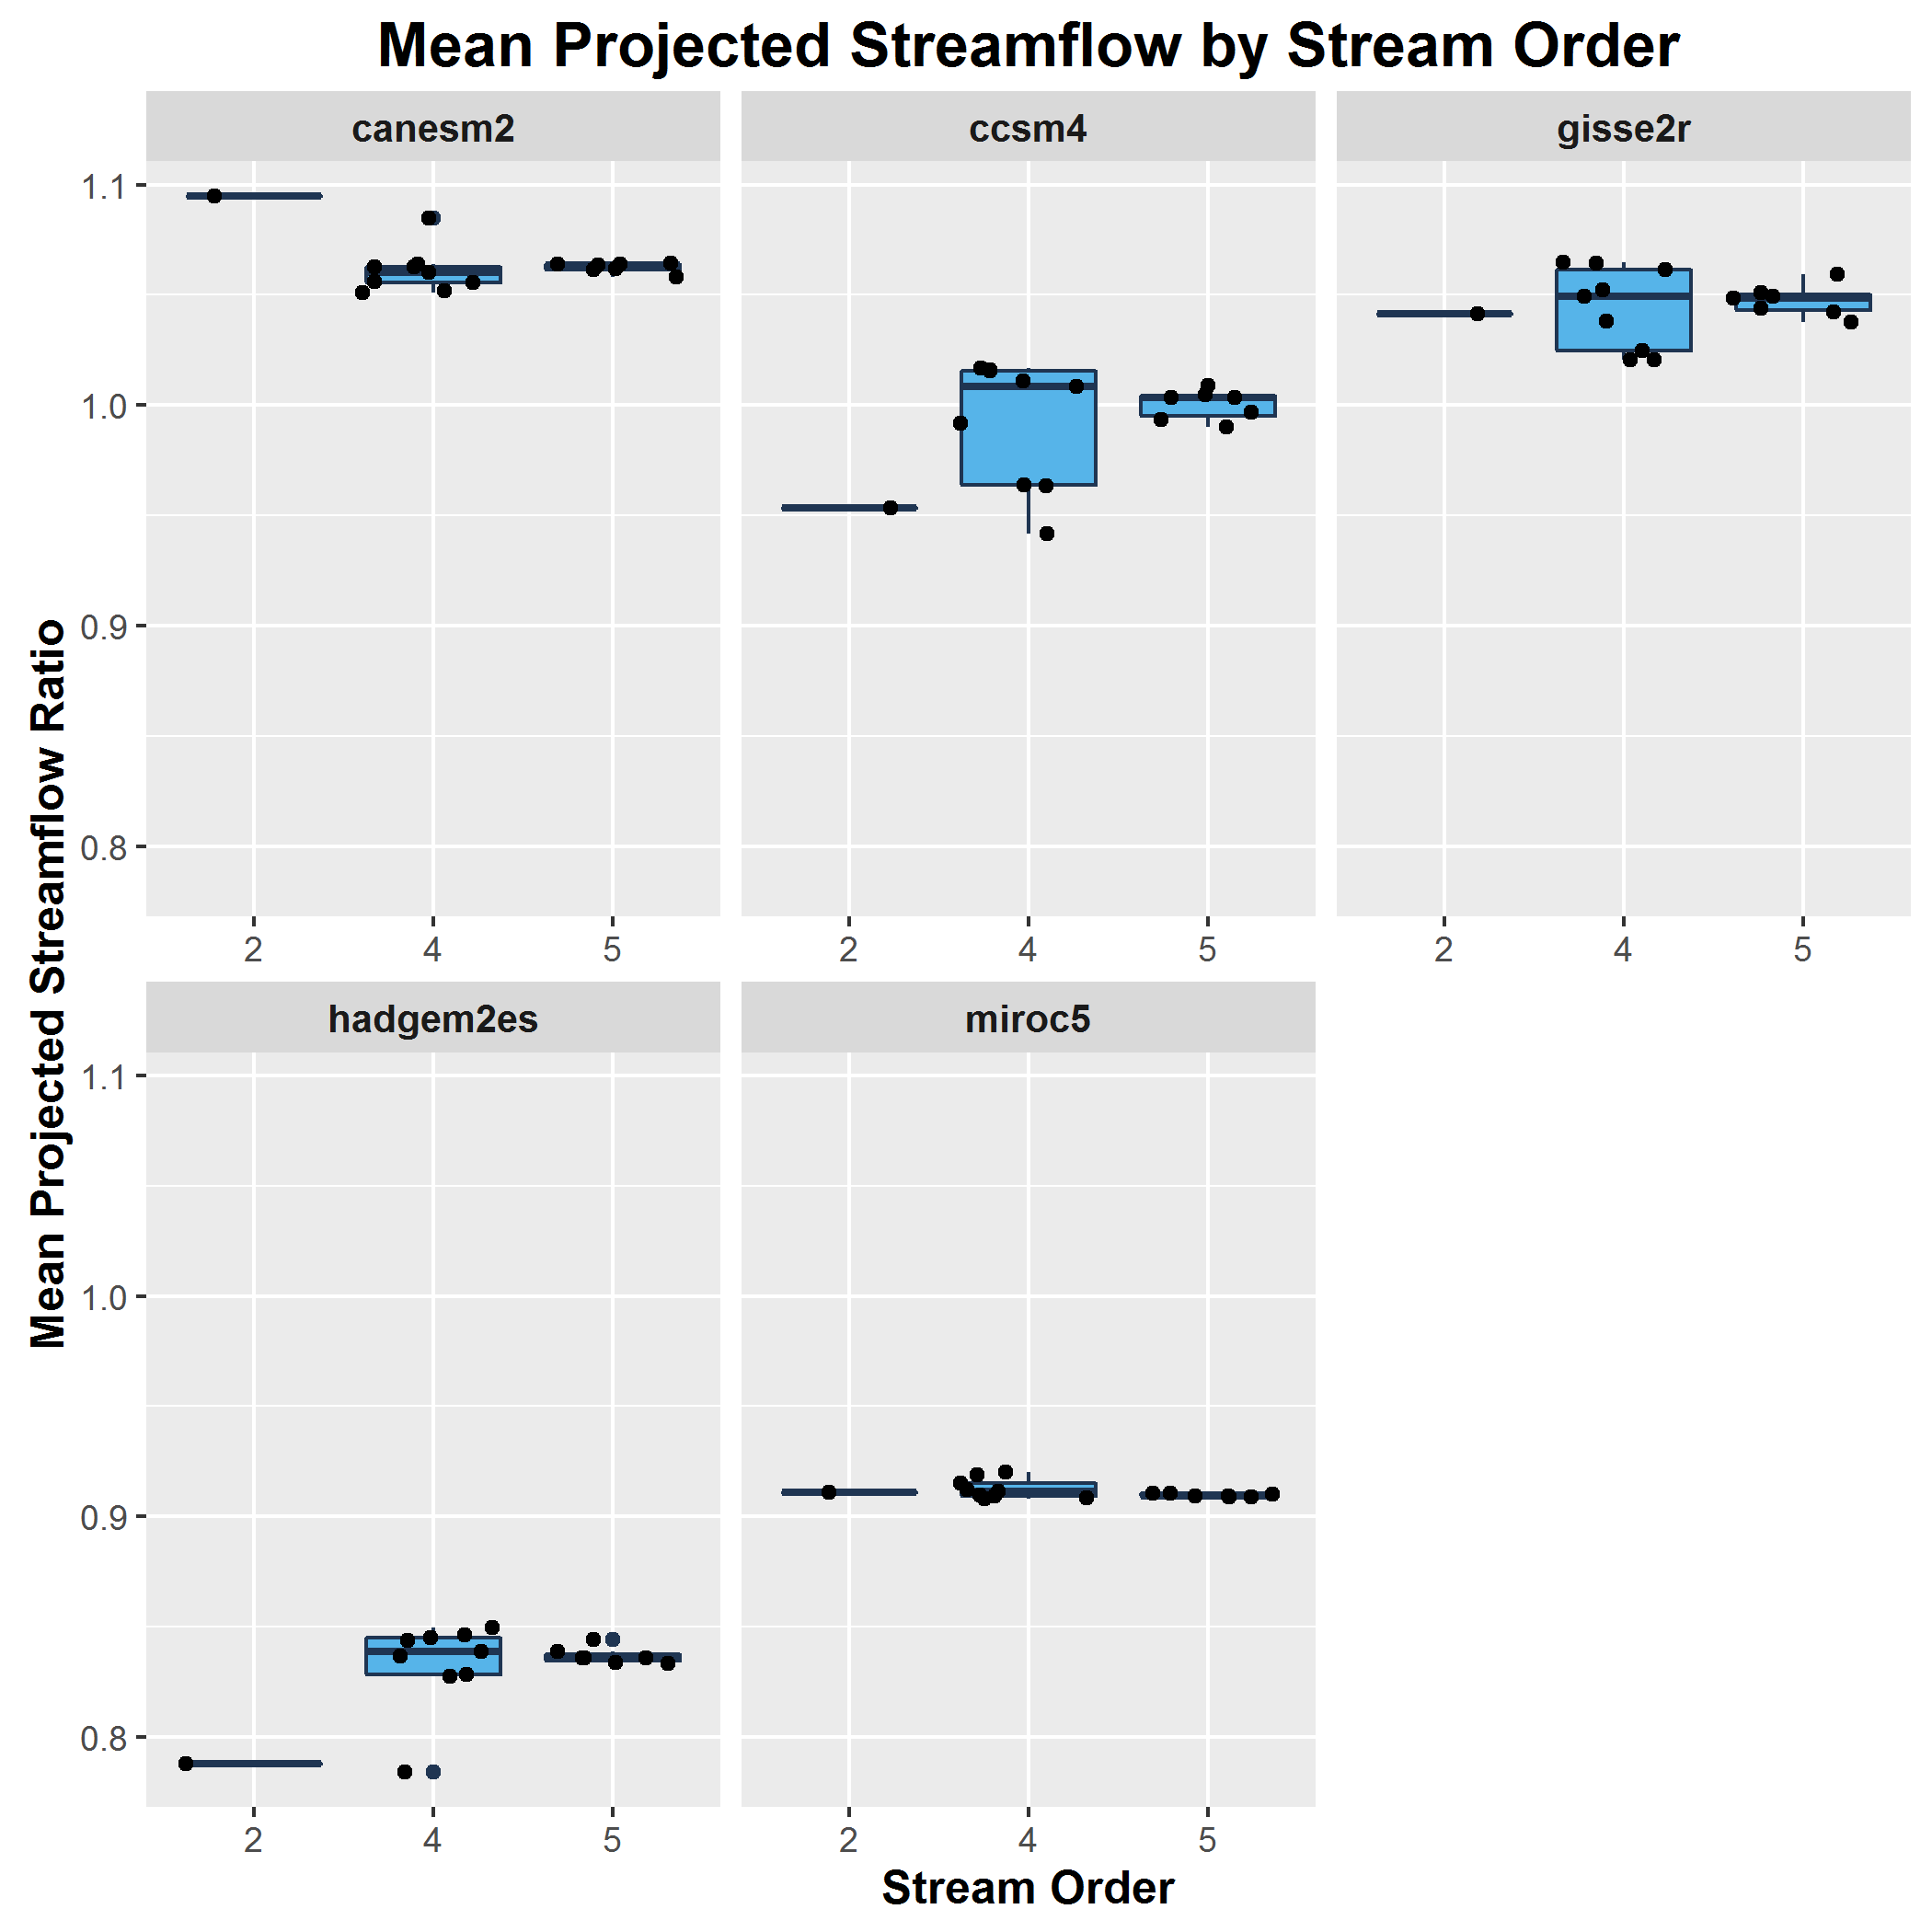 Mean Projected Streamflow by Stream Order
canesm2
ccsm4
gisse2r
1.1
1.0
0.9
0.8
2 4 5
2 4 5
2 4 5
Mean Projected Streamflow Ratio
hadgem2es
miroc5
1.1
1.0
0.9
0.8
2 4 5
2 4 5
Stream Order